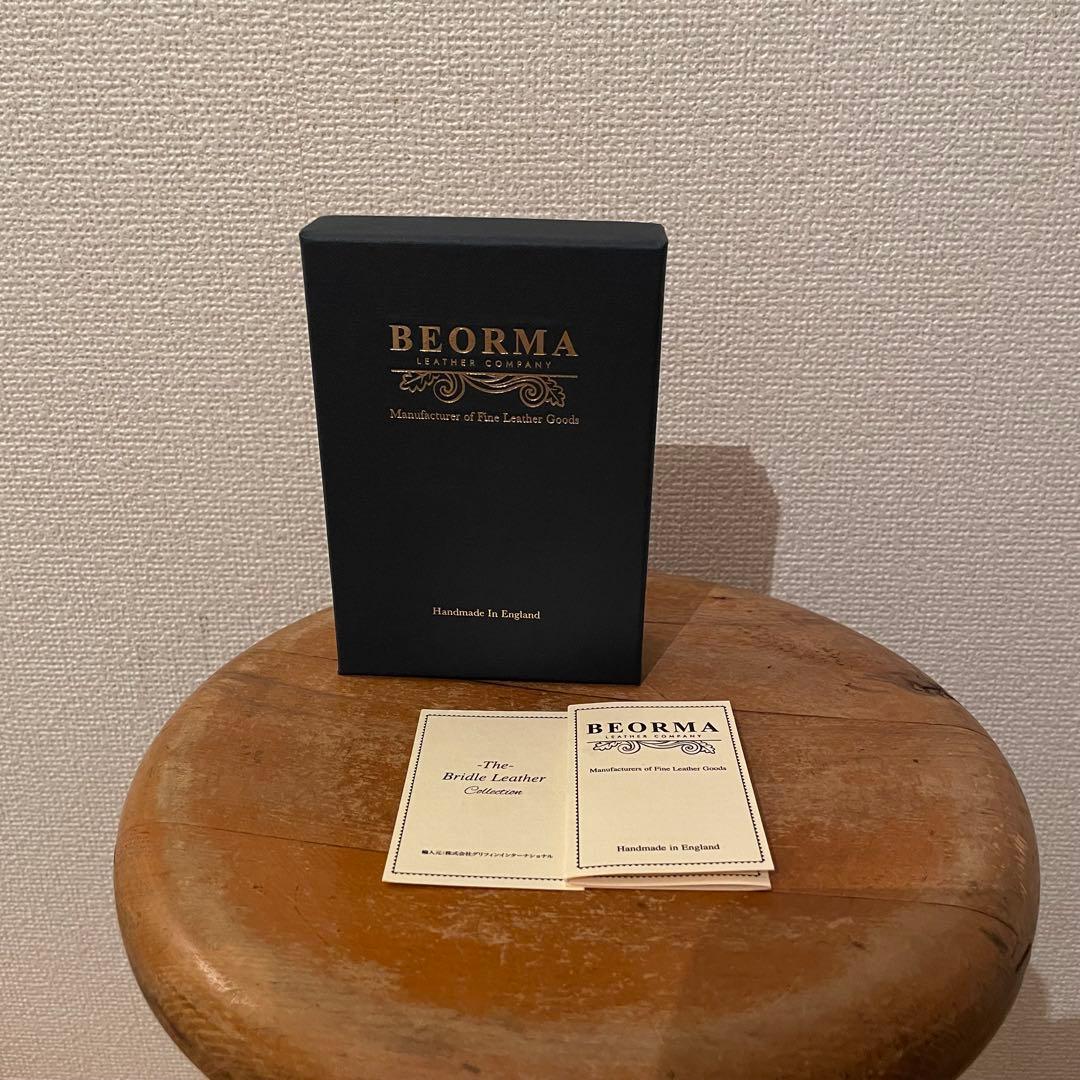 BEORMA
LEATHER COMPANY
Manufacturer of Fine Leather Goods
Handmade In England
-The-
Bridle Leather
Collection
輸入元:株式会社グリフィンインターナショナル
BEORMA
LEATHER COMPANY
Manufacturers of Fine Leather Goods
Handmade in England